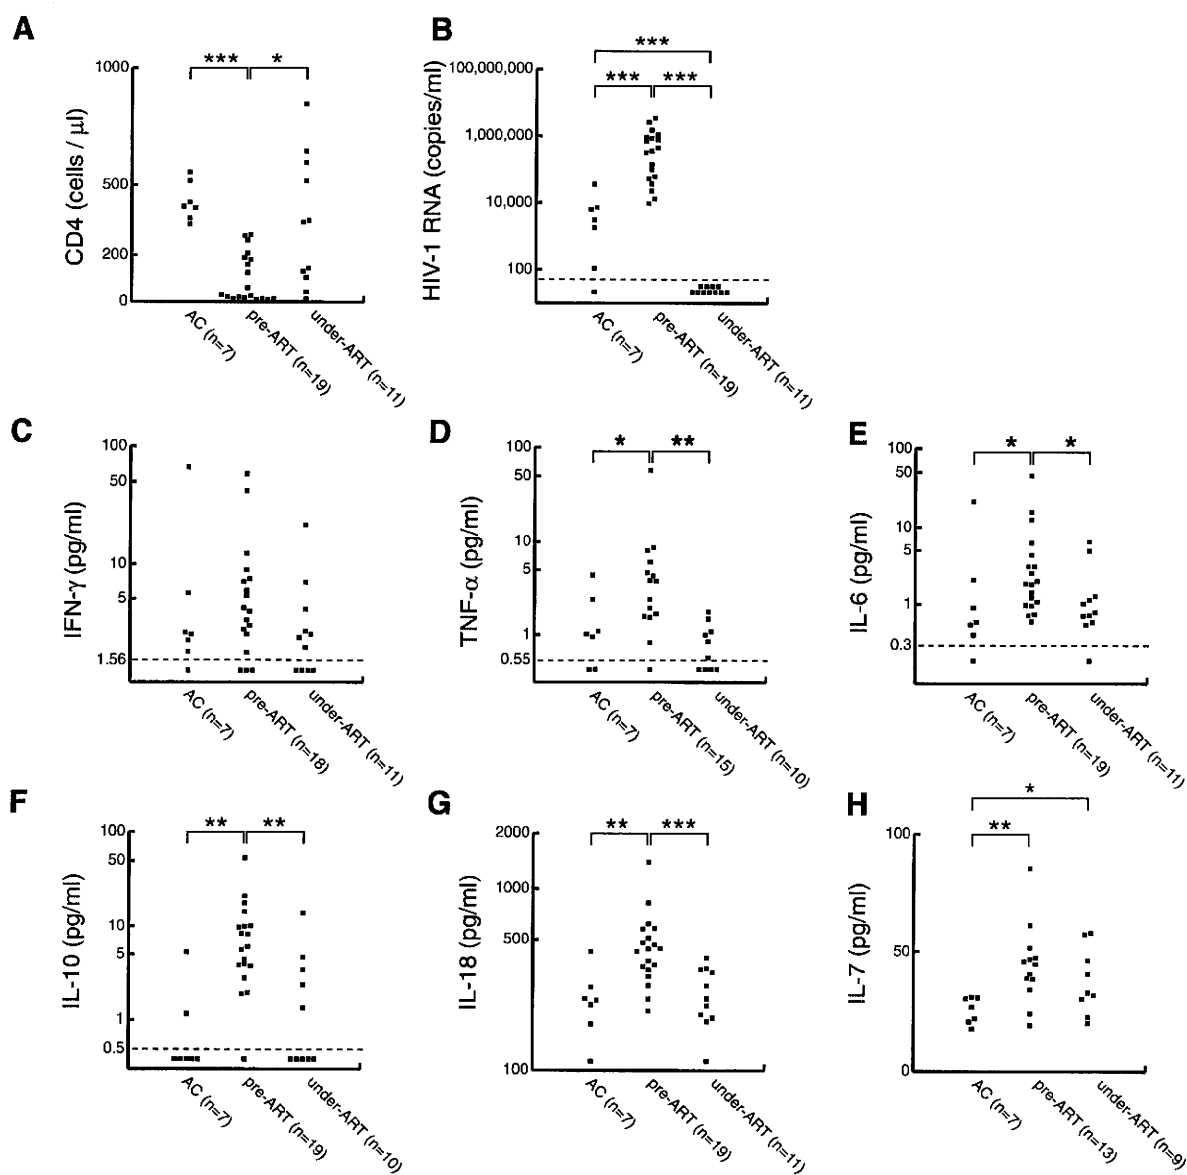 A
CD4 (cells / μl)
1000
500
200
0
***
*
AC (n=7)
pre-ART (n=19)
under-ART (n=11)
B
HIV-1 RNA (copies/ml)
100,000,000
1,000,000
10,000
100
***
***
***
AC (n=7)
pre-ART (n=19)
under-ART (n=11)
C
IFN-γ (pg/ml)
100
50
10
5
1.56
AC (n=7)
pre-ART (n=18)
under-ART (n=11)
D
TNF-α (pg/ml)
100
50
10
5
1
0.55
*
**
AC (n=7)
pre-ART (n=15)
under-ART (n=10)
E
IL-6 (pg/ml)
100
50
10
5
1
0.3
*
*
AC (n=7)
pre-ART (n=19)
under-ART (n=11)
F
IL-10 (pg/ml)
100
50
10
5
1
0.5
**
**
AC (n=7)
pre-ART (n=19)
under-ART (n=10)
G
IL-18 (pg/ml)
2000
1000
500
100
**
***
AC (n=7)
pre-ART (n=19)
under-ART (n=11)
H
IL-7 (pg/ml)
100
50
0
*
**
AC (n=7)
pre-ART (n=13)
under-ART (n=9)